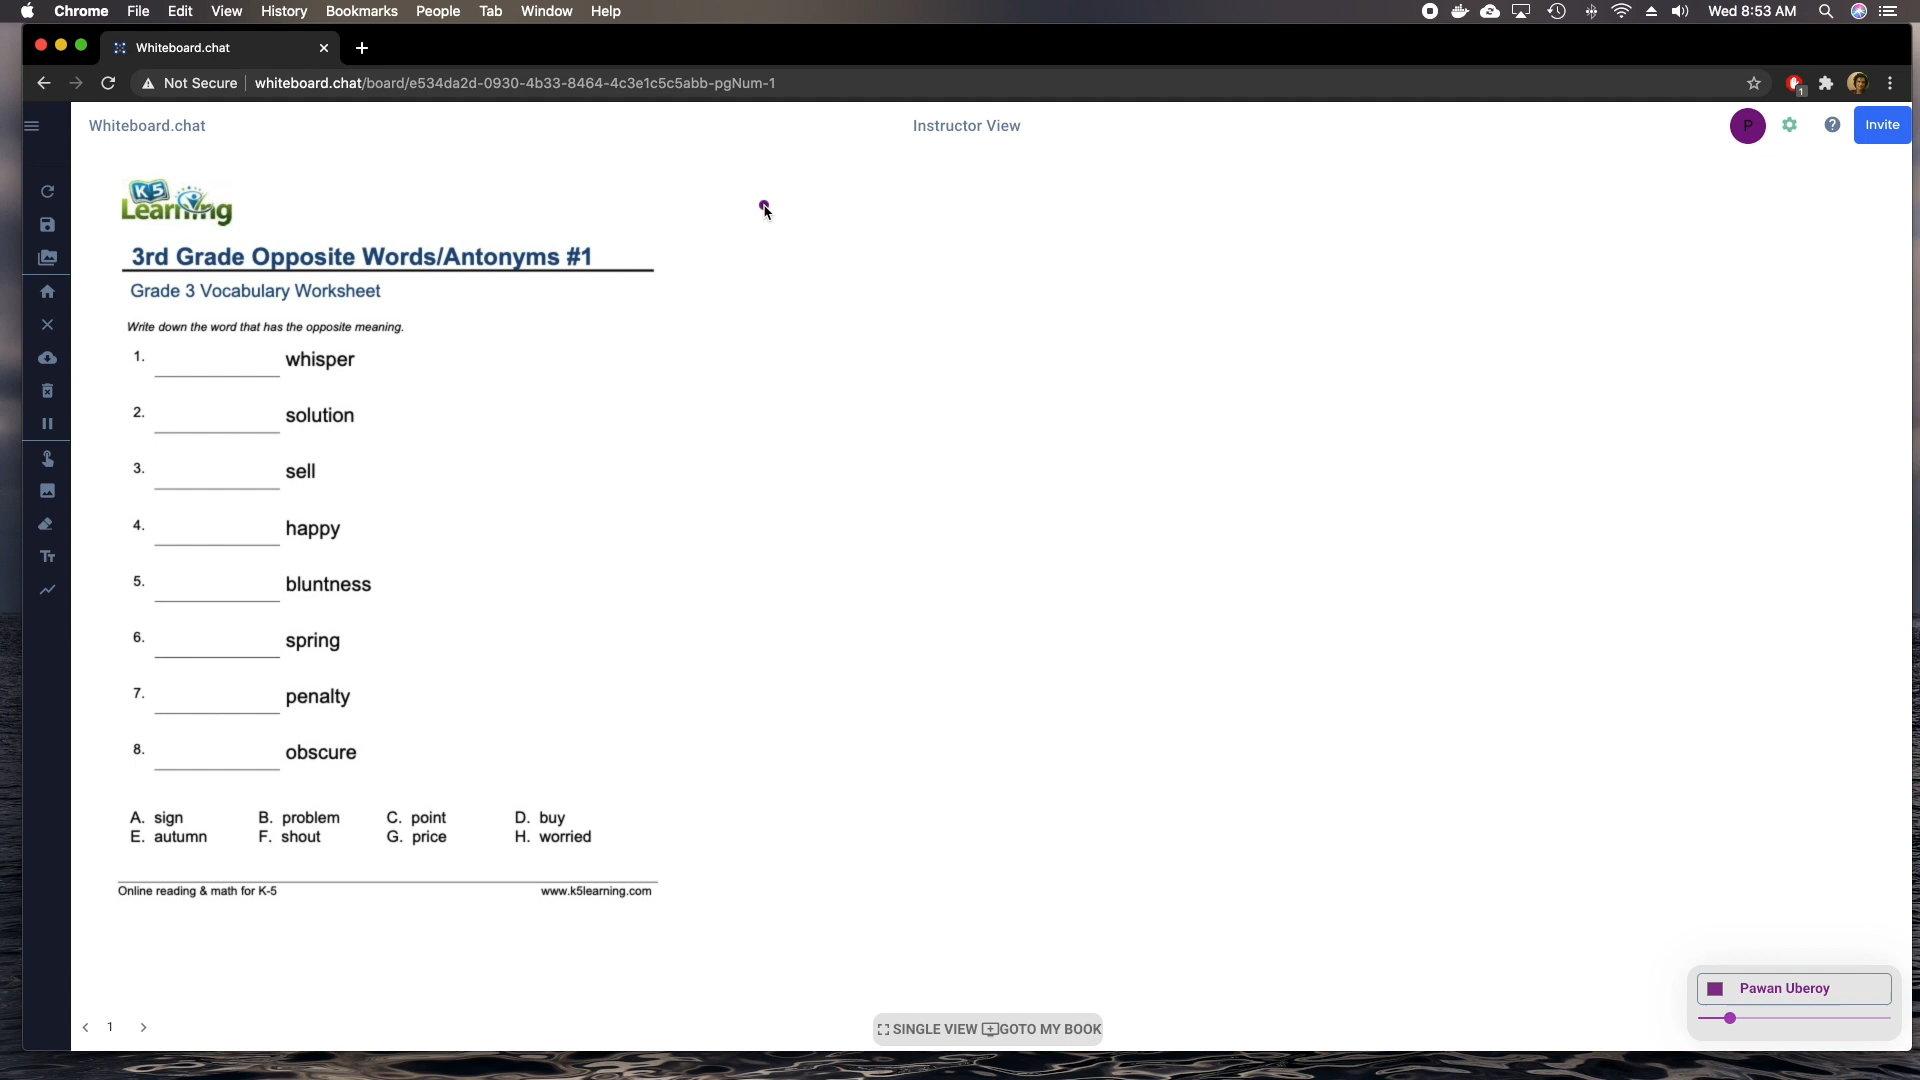 Chrome File Edit View History Bookmarks People Tab Window Help Wed 8:53 AM
Whiteboard.chat
Not Secure whiteboard.chat/board/e534da2d-0930-4b33-8464-4c3e1c5c5abb-pgNum-1 1
Whiteboard.chat Instructor View P Invite
K5
Learning
3rd Grade Opposite Words/Antonyms #1
Grade 3 Vocabulary Worksheet
Write down the word that has the opposite meaning.
1. whisper
2. solution
3. sell
4. happy
5. bluntness
6. spring
7. penalty
8. obscure
A. sign B. problem C. point D. buy
E. autumn F. shout G. price H. worried
Online reading & math for K-5 www.k5learning.com
Pawan Uberoy
1 SINGLE VIEW GOTO MY BOOK